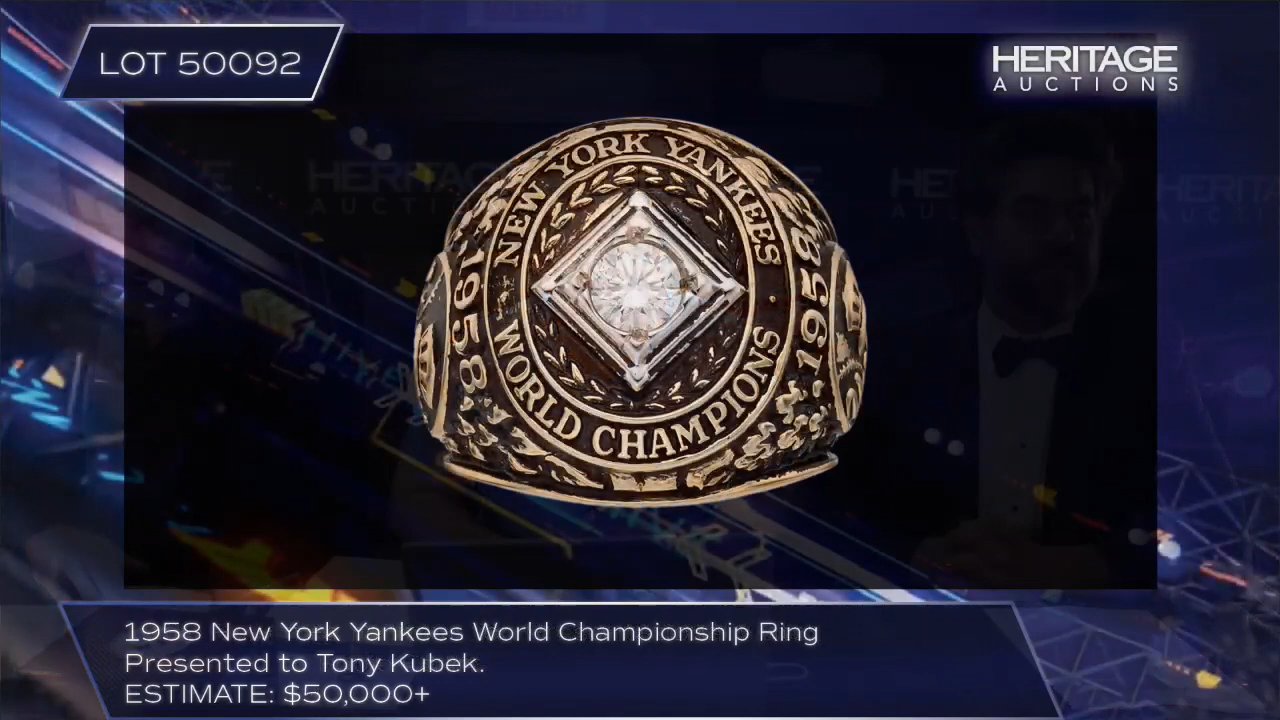 LOT 50092
HERITAGE
AUCTIONS
NEW YORK YANKEES
1958
1958
WORLD CHAMPIONS
1958 New York Yankees World Championship Ring
Presented to Tony Kubek.
ESTIMATE: $50,000+